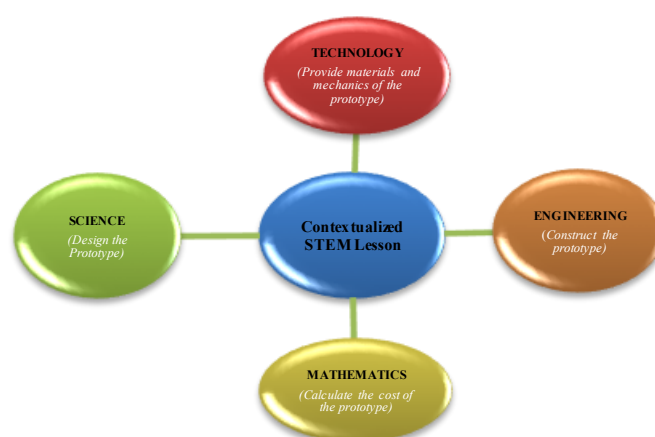 TECHNOLOGY
(Provide materials and
mechanics of the
prototype)
SCIENCE
(Design the
Prototype)
Contextualized
STEM Lesson
ENGINEERING
(Construct the
prototype)
MATHEMATICS
(Calculate the cost of
the prototype)